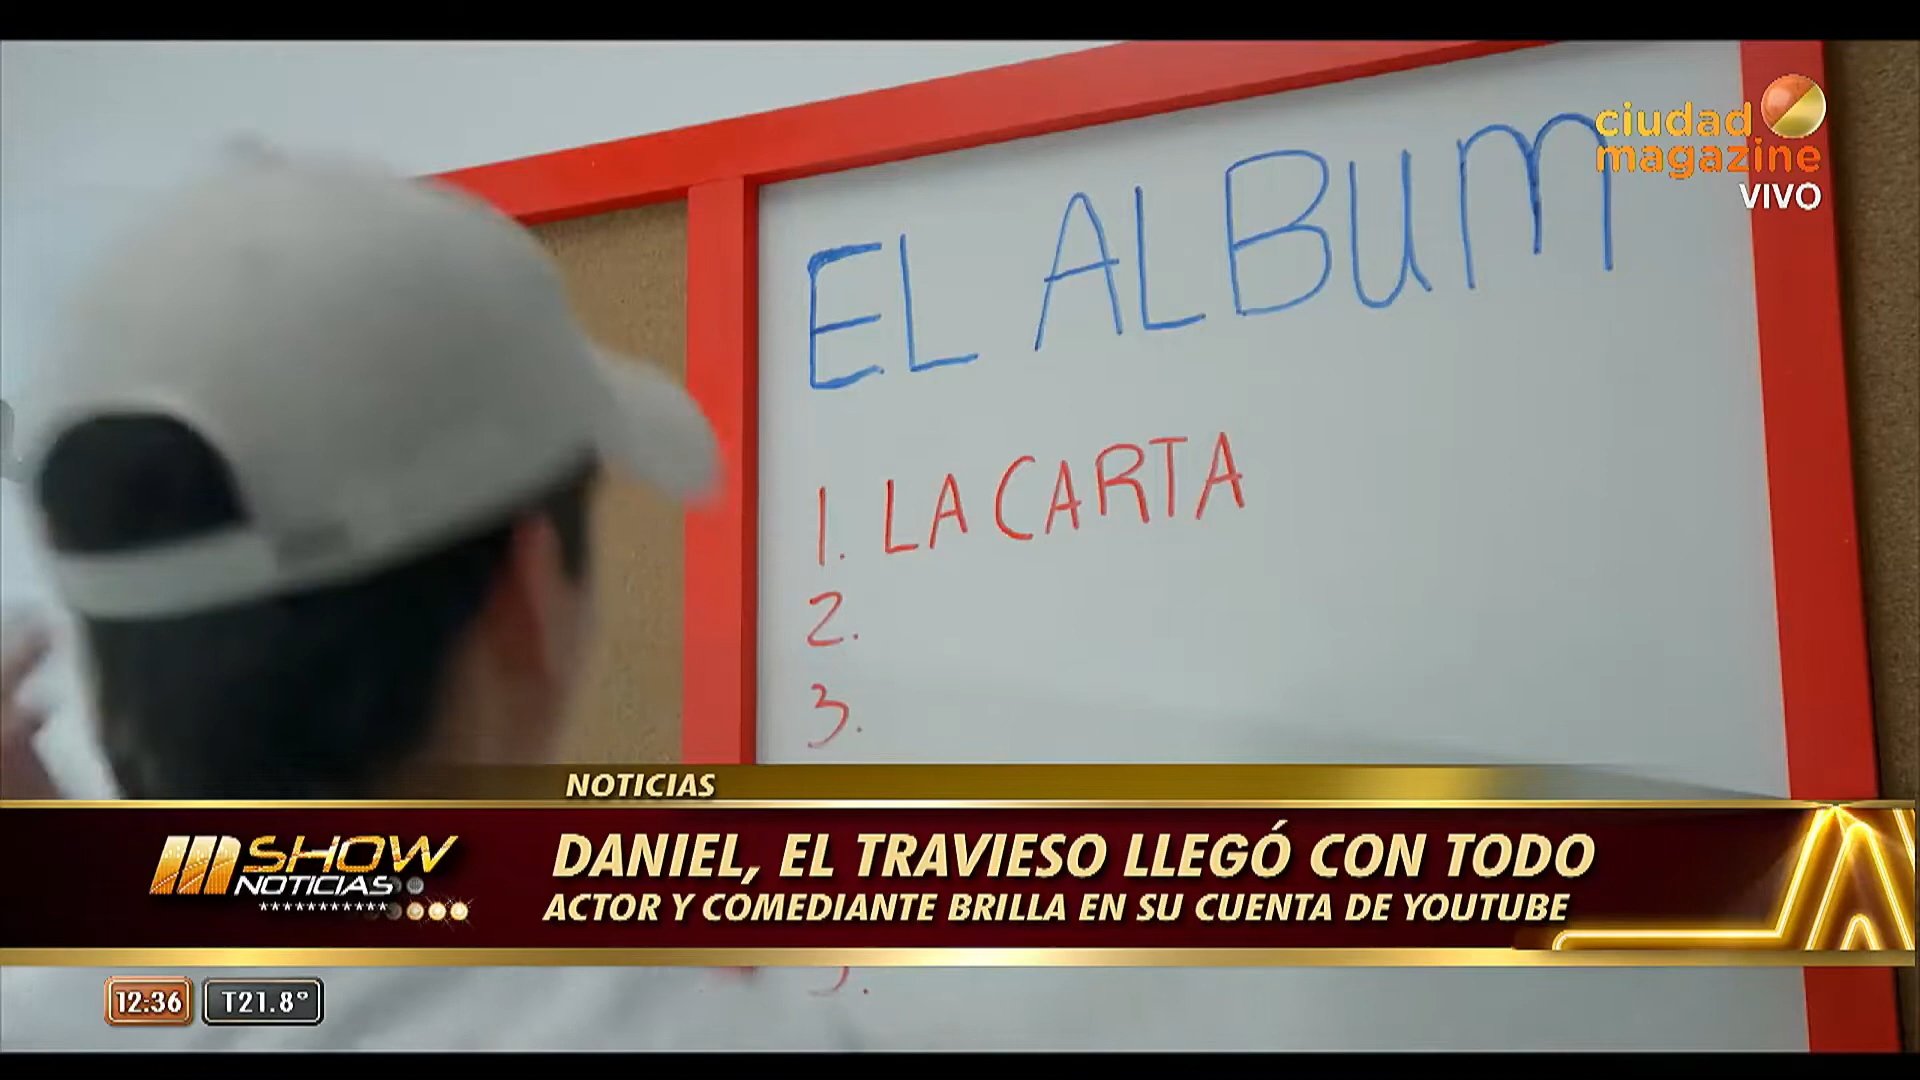 ciudad
magazine
VIVO
EL ALBUM
1. LA CARTA
2.
3.
NOTICIAS
SHOW
NOTICIAS
DANIEL, EL TRAVIESO LLEGÓ CON TODO
ACTOR Y COMEDIANTE BRILLA EN SU CUENTA DE YOUTUBE
12:36
T21.8°